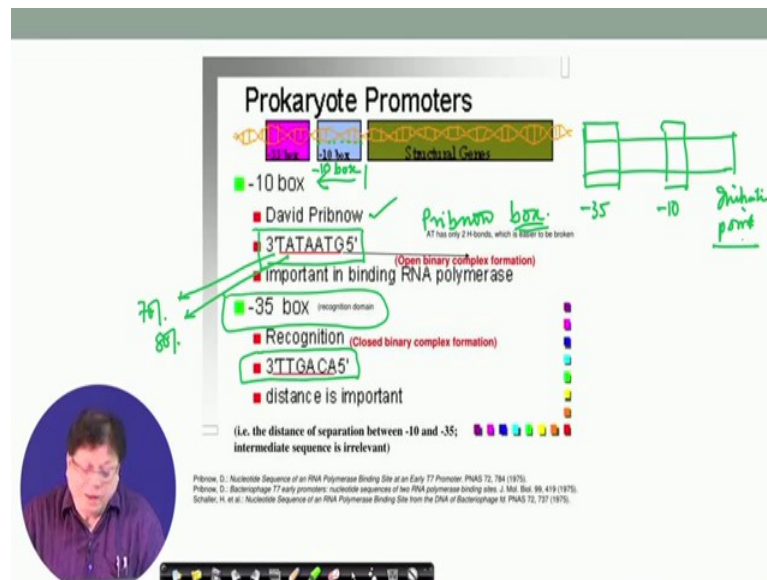 Prokaryote Promoters
-35 box
-10 box
Structural Genes
-10 box
-10 box
-35
-10
point
David Pribnow
Pribnow box.
AT has only 2 H-bonds, which is easier to be broken
3'TATAATG5'
(Open binary complex formation)
important in binding RNA polymerase
70%.
80%.
-35 box (recognition domain
Recognition (Closed binary complex formation)
3'TTGACA5'
distance is important
(i.e. the distance of separation between -10 and -35;
intermediate sequence is irrelevant)
Pribnow, D.: Nucleotide Sequence of an RNA Polymerase Binding Site at an Early T7 Promoter. PNAS 72, 784 (1975).
Pribnow, D.: Bacteriophage T7 early promoters: nucleotide sequences of two RNA polymerase binding sites. J. Mol. Biol. 99, 419 (1975).
Schaller, H. et al.: Nucleotide Sequence of an RNA Polymerase Binding Site from the DNA of Bacteriophage fd. PNAS 72, 737 (1975).